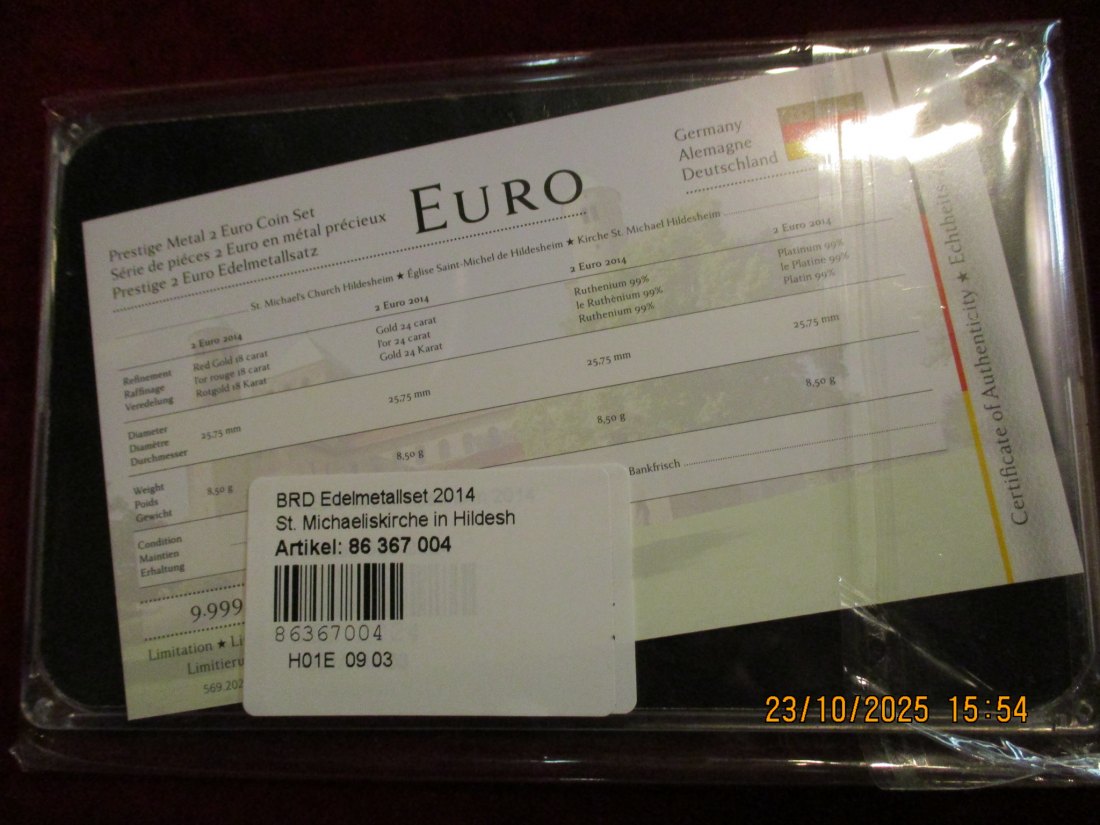 Prestige Metal 2 Euro Coin Set
Série de piéces 2 Euro en métal précieux
Prestige 2 Euro Edelmetallsatz
EURO
Germany
Alemagne
Deutschland
St. Michael's Church Hildesheim ★ Église Saint-Michel de Hildesheim ★ Kirche St. Michael Hildesheim
2 Euro 2014
2 Euro 2014
2 Euro 2014
2 Euro 2014
Refinement
Raffinage
Veredelung
Red Gold 18 carat
l'or rouge 18 carat
Rotgold 18 Karat
Gold 24 carat
l'or 24 carat
Gold 24 Karat
Ruthenium 99%
le Ruthènium 99%
Ruthenium 99%
Platinum 99%
le Platine 99%
Platin 99%
Diameter
Diamètre
Durchmesser
25,75 mm
25,75 mm
25,75 mm
25,75 mm
Weight
Poids
Gewicht
8,50 g
8,50 g
8,50 g
8,50 g
Condition
Maintien
Erhaltung
Bankfrisch
9.999
Limitation ★ Li
Limitieru
569.202
Certificate of Authenticity ★ Echtheits
BRD Edelmetallset 2014
St. Michaeliskirche in Hildesh
Artikel: 86 367 004
86367004
H01E 09 03
23/10/2025 15:54